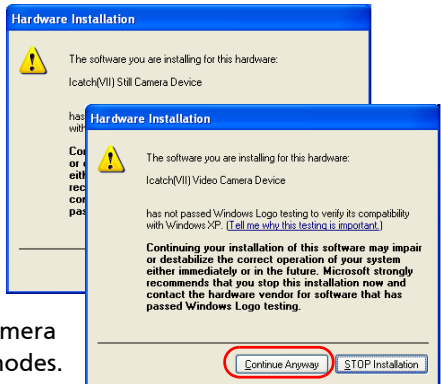 Hardware Installation
The software you are installing for this hardware:
Icatch(VII) Still Camera Device
has
with
Hardware Installation
The software you are installing for this hardware:
Icatch(VII) Video Camera Device
has not passed Windows Logo testing to verify its compatibility
with Windows XP. (Tell me why this testing is important.)
Continuing your installation of this software may impair
or destabilize the correct operation of your system
either immediately or in the future. Microsoft strongly
recommends that you stop this installation now and
contact the hardware vendor for software that has
passed Windows Logo testing.
Continue Anyway
STOP Installation
mera
nodes.